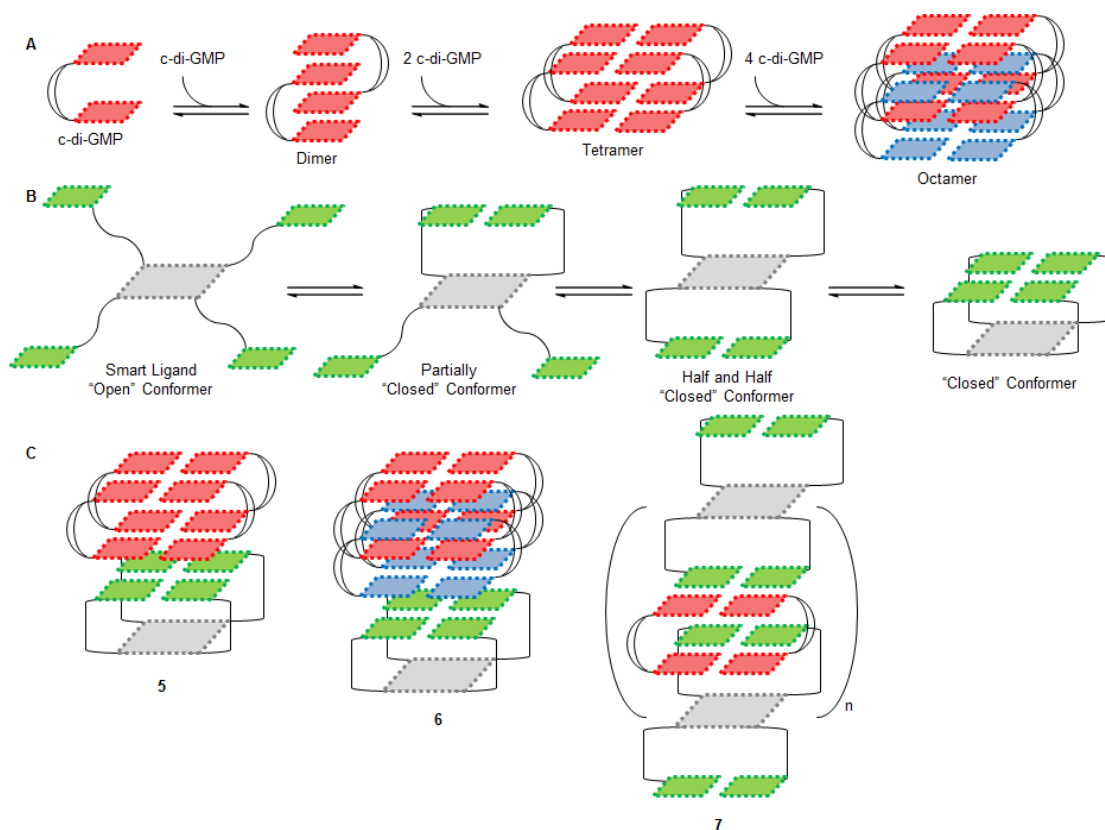 A
c-di-GMP
2 c-di-GMP
4 c-di-GMP
c-di-GMP
Dimer
Tetramer
Octamer
B
Smart Ligand
"Open" Conformer
Partially
"Closed" Conformer
Half and Half
"Closed" Conformer
"Closed" Conformer
C
5
6
n
7